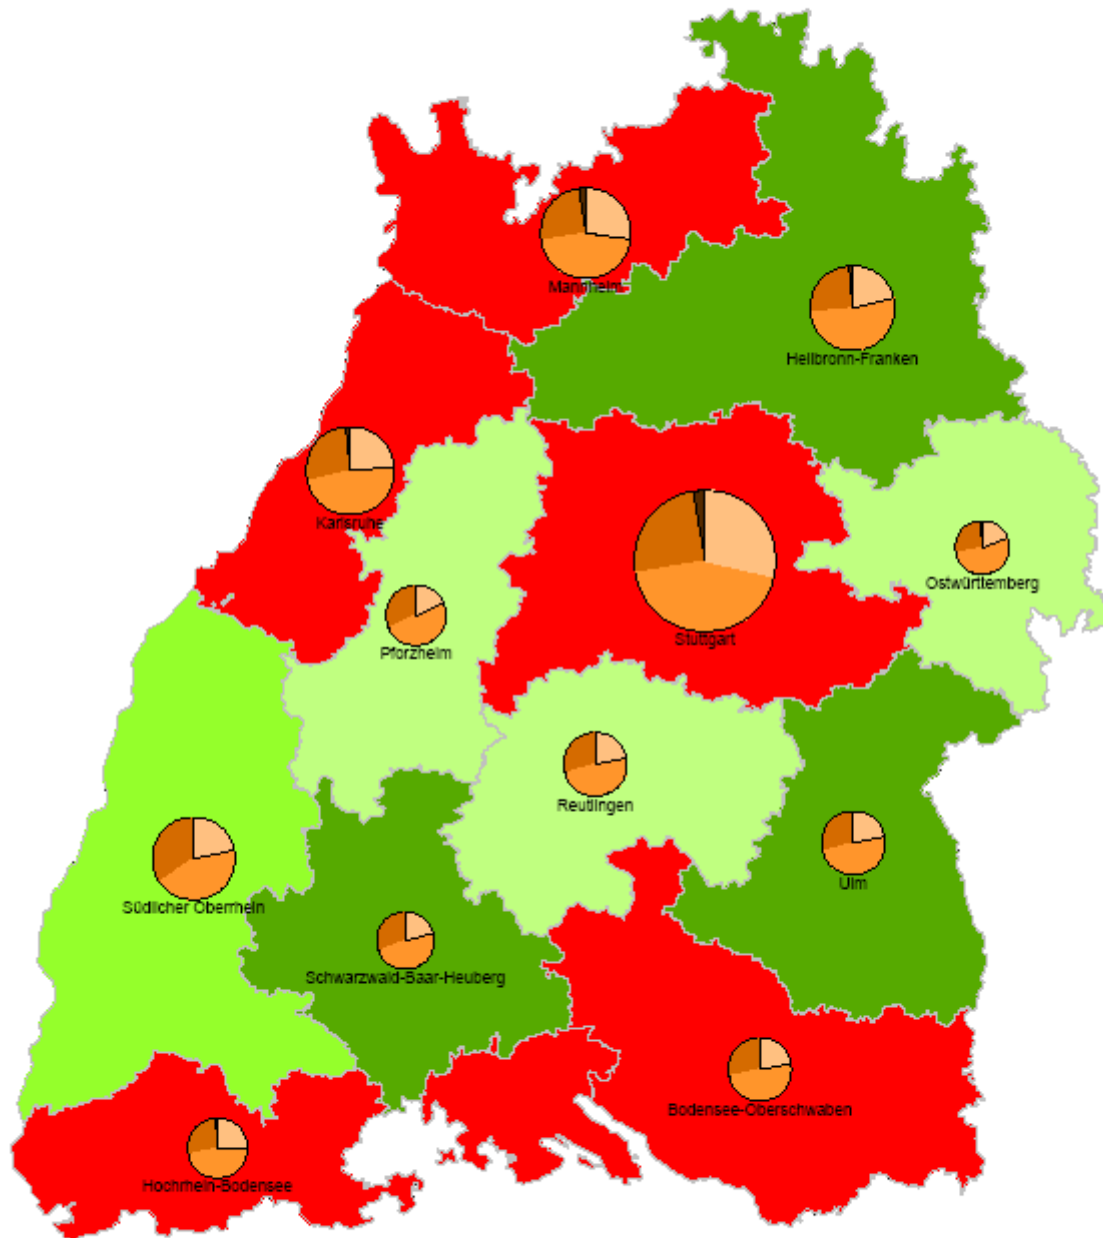 Mannheim
Heilbronn-Franken
Karlsruhe
Ostwürttemberg
Stuttgart
Pforzheim
Reutlingen
Ulm
Südlicher Oberrhein
Schwarzwald-Baar-Heuberg
Bodensee-Oberschwaben
Hochrhein-Bodensee